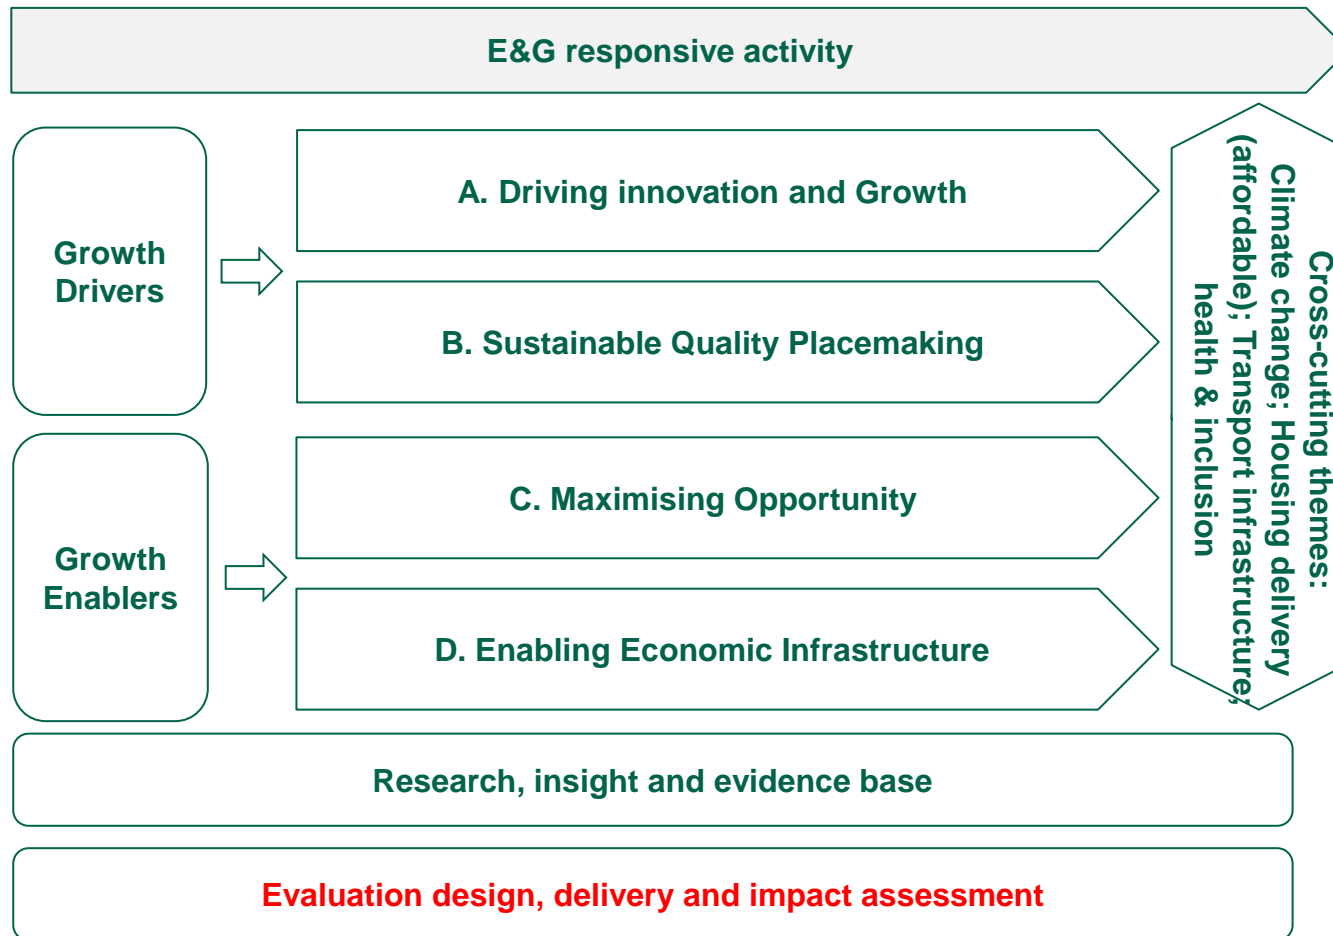 E&G responsive activity
Growth
Drivers
A. Driving innovation and Growth
B. Sustainable Quality Placemaking
Growth
Enablers
C. Maximising Opportunity
D. Enabling Economic Infrastructure
Cross-cutting themes:
Climate change; Housing delivery
(affordable); Transport infrastructure;
health & inclusion
Research, insight and evidence base
Evaluation design, delivery and impact assessment